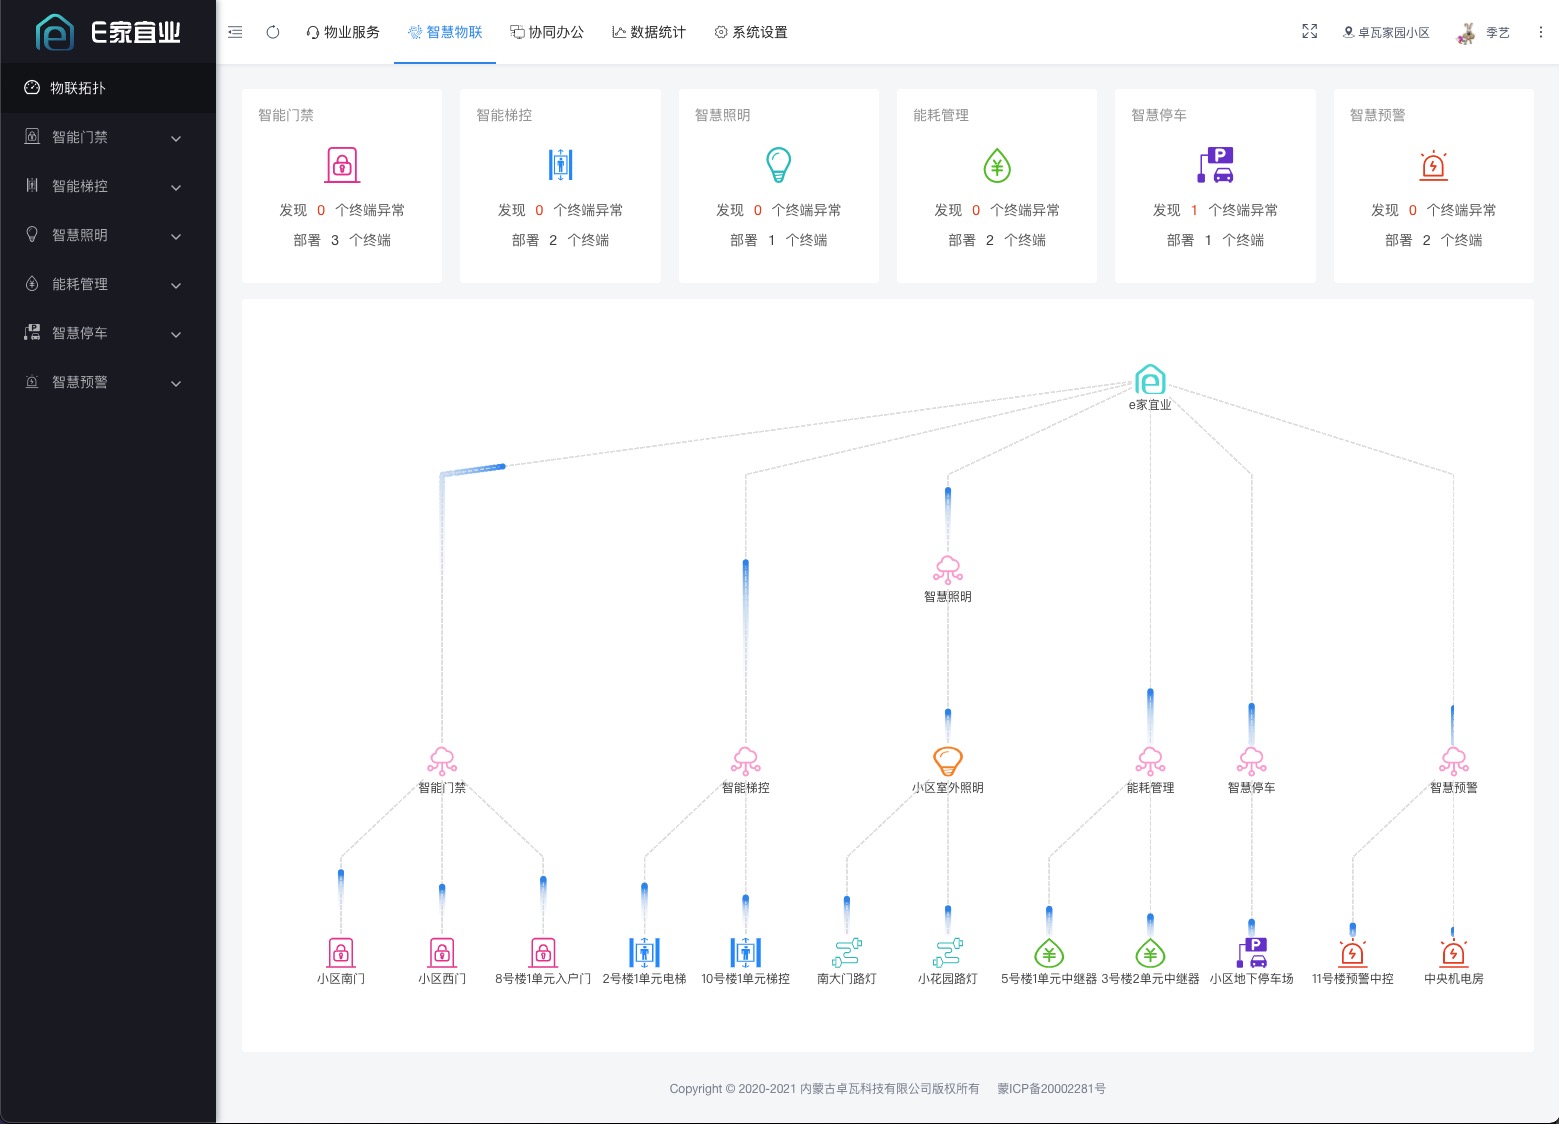 E家宜业
物业服务
智慧物联
协同办公
数据统计
系统设置
卓瓦家园小区
季艺
物联拓扑
智能门禁
智能梯控
智慧照明
能耗管理
智慧停车
智慧预警
智能门禁
发现 0 个终端异常
部署 3 个终端
智能梯控
发现 0 个终端异常
部署 2 个终端
智慧照明
发现 0 个终端异常
部署 1 个终端
能耗管理
发现 0 个终端异常
部署 2 个终端
智慧停车
发现 1 个终端异常
部署 1 个终端
智慧预警
发现 0 个终端异常
部署 2 个终端
e家宜业
智慧照明
智能门禁
智能梯控
小区室外照明
能耗管理
智慧停车
智慧预警
小区南门
小区西门
8号楼1单元入户门
2号楼1单元电梯
10号楼1单元梯控
南大门路灯
小花园路灯
5号楼1单元中继器
3号楼2单元中继器
小区地下停车场
11号楼预警中控
中央机电房
Copyright © 2020-2021 内蒙古卓瓦科技有限公司版权所有 蒙ICP备20002281号